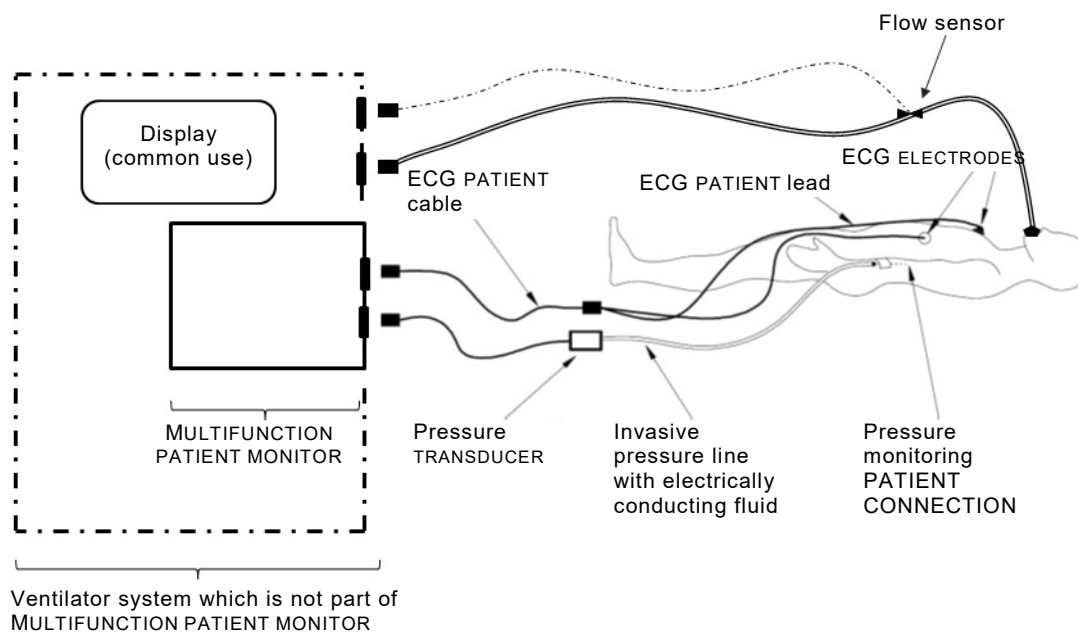 Flow sensor
Display
(common use)
ECG ELECTRODES
ECG PATIENT
cable
ECG PATIENT lead
MULTIFUNCTION
PATIENT MONITOR
Pressure
TRANSDUCER
Invasive
pressure line
with electrically
conducting fluid
Pressure
monitoring
PATIENT
CONNECTION
Ventilator system which is not part of
MULTIFUNCTION PATIENT MONITOR